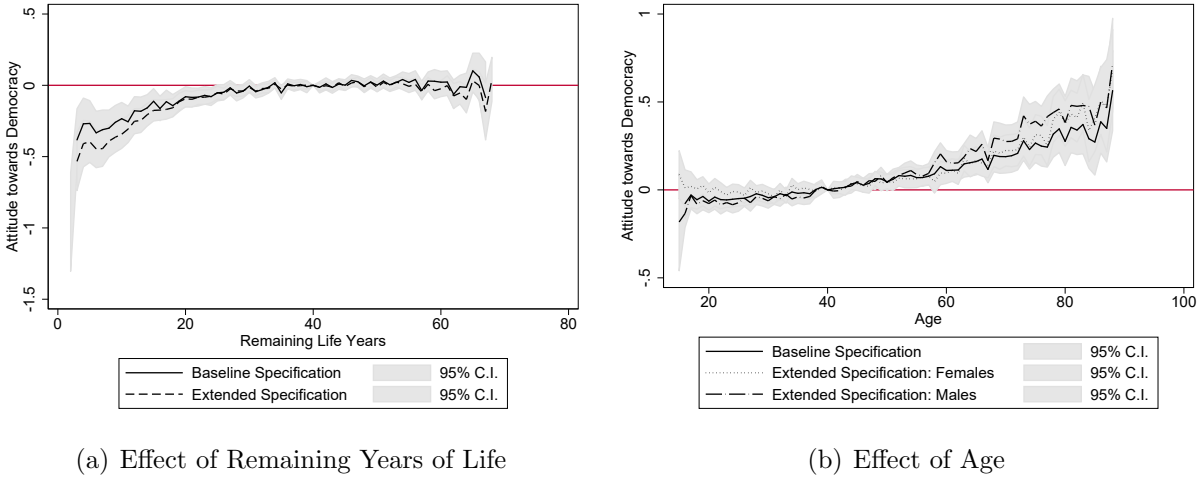 .5
0
-.5
-1
-1.5
Attitude towards Democracy
0 20 40 60 80
Remaining Life Years
Baseline Specification 95% C.I.
Extended Specification 95% C.I.
(a) Effect of Remaining Years of Life
1
.5
0
-.5
Attitude towards Democracy
20 40 60 80 100
Age
Baseline Specification 95% C.I.
Extended Specification: Females 95% C.I.
Extended Specification: Males 95% C.I.
(b) Effect of Age